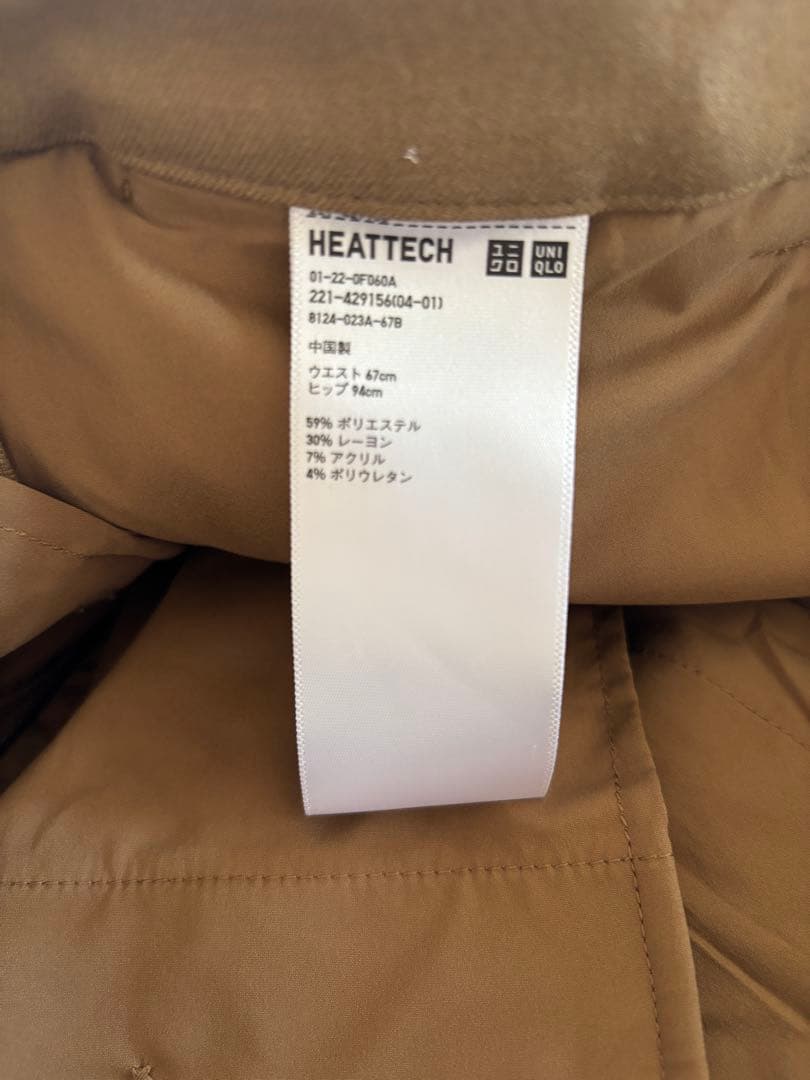 HEATTECH
ユニ
クロ
UNI
QLO
01-22-0F060A
221-429156(04-01)
8124-023A-67B
中国製
ウエスト 67cm
ヒップ 94cm
59% ポリエステル
30% レーヨン
7% アクリル
4% ポリウレタン